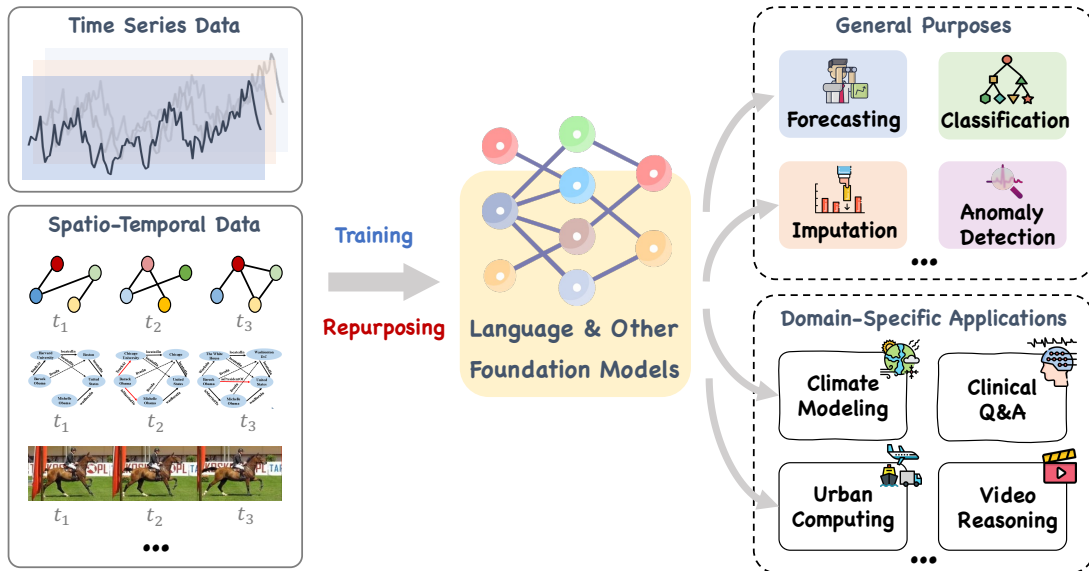 Time Series Data
Spatio-Temporal Data
t1
t2
t3
t1
t2
t3
t1
t2
t3
...
Training
Repurposing
Language & Other
Foundation Models
General Purposes
Forecasting
Classification
Imputation
Anomaly
Detection
...
Domain-Specific Applications
Climate
Modeling
Clinical
Q&A
Urban
Computing
Video
Reasoning
...